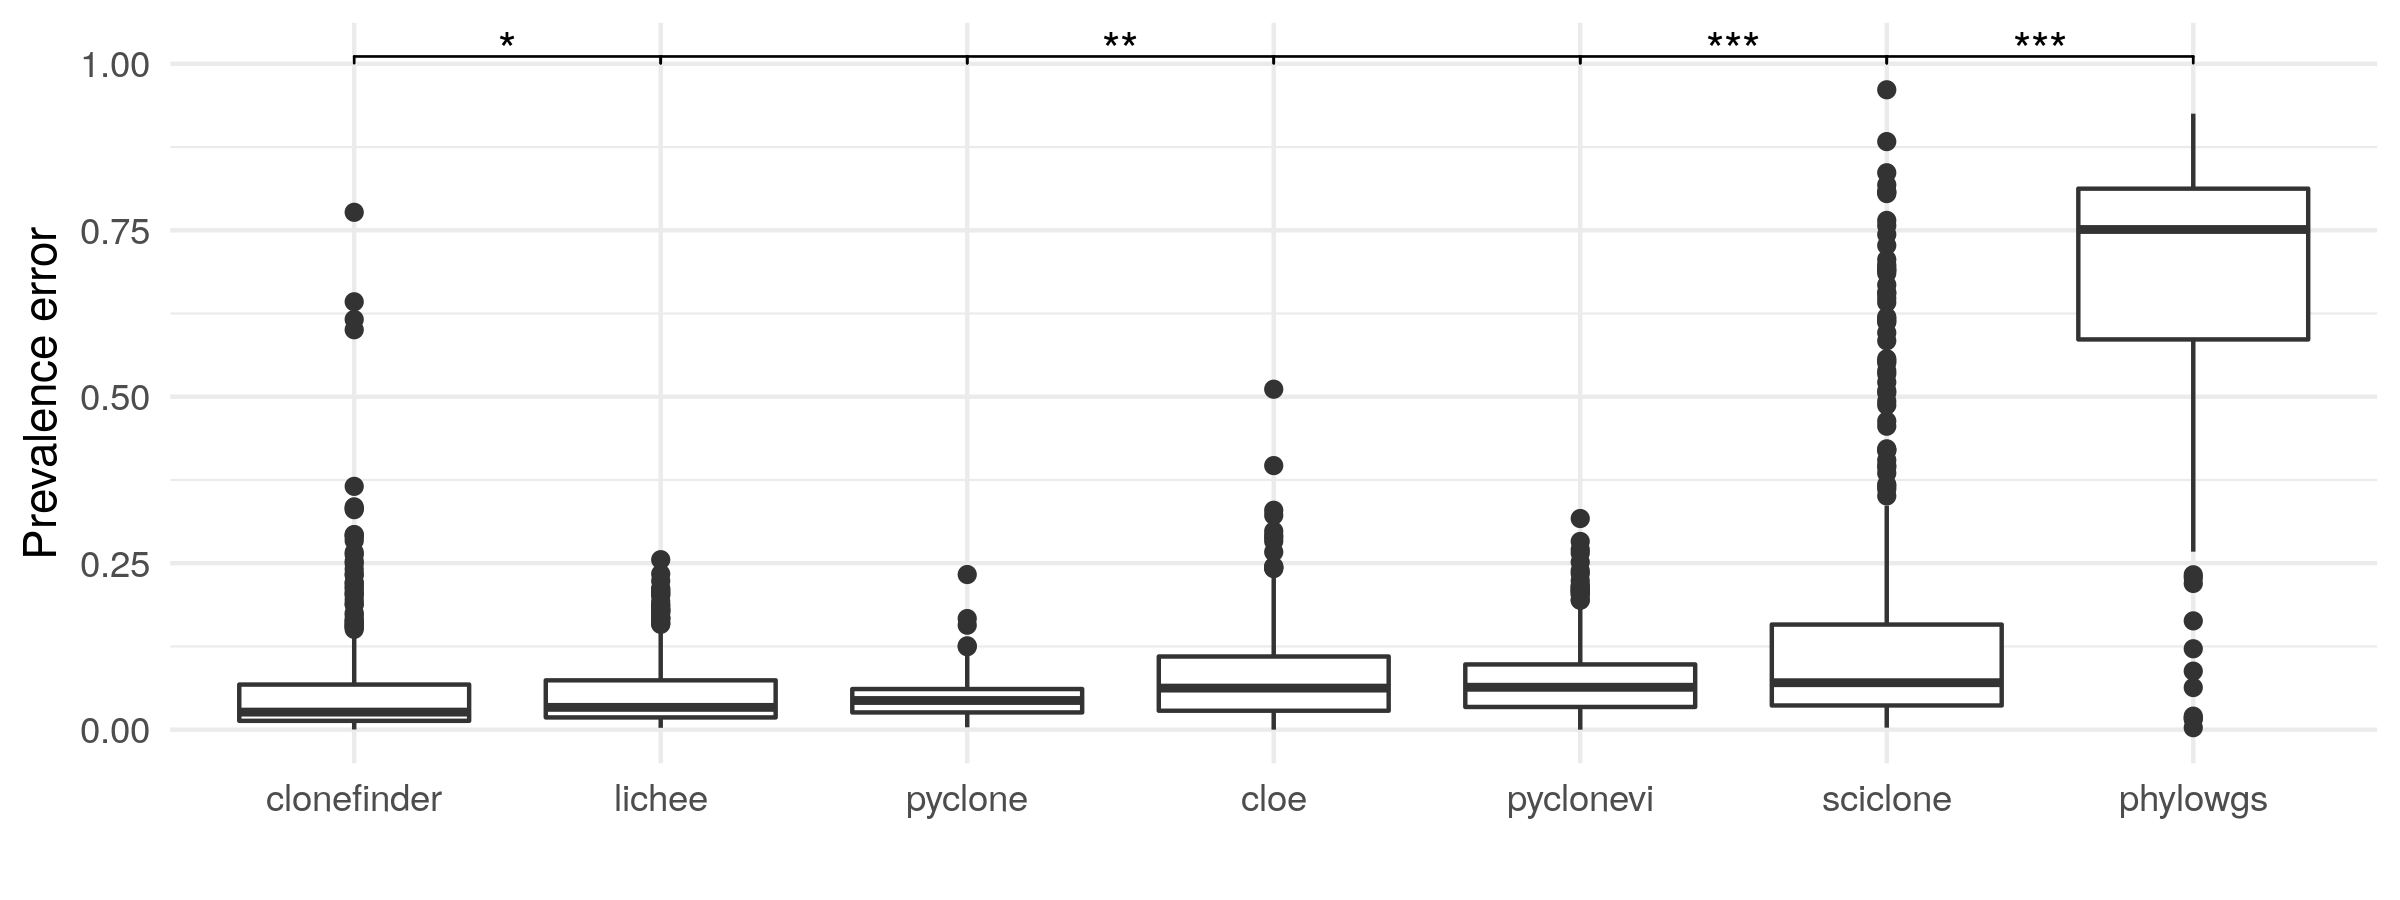 * ** *** ***
1.00
0.75
0.50
0.25
0.00
Prevalence error
clonefinder lichee pyclone cloe pyclonevi sciclone phylowgs